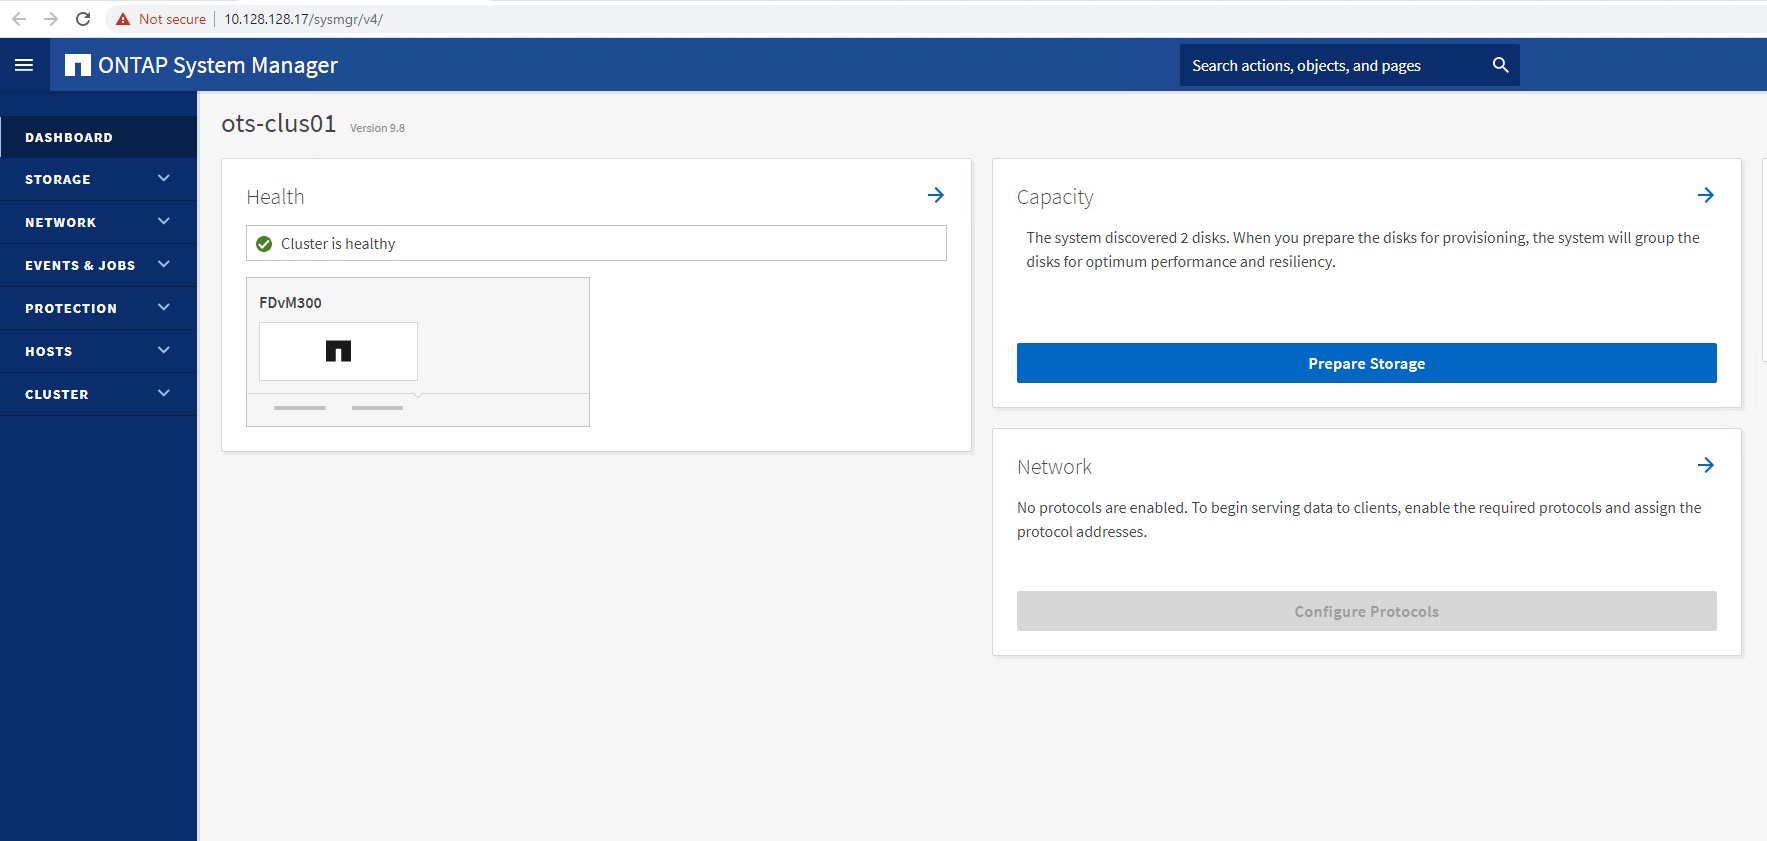 Not secure | 10.128.128.17/sysmgr/v4/
ONTAP System Manager
Search actions, objects, and pages
DASHBOARD
STORAGE
NETWORK
EVENTS & JOBS
PROTECTION
HOSTS
CLUSTER
ots-clus01 Version 9.8
Health
Cluster is healthy
FDvM300
Capacity
The system discovered 2 disks. When you prepare the disks for provisioning, the system will group the
disks for optimum performance and resiliency.
Prepare Storage
Network
No protocols are enabled. To begin serving data to clients, enable the required protocols and assign the
protocol addresses.
Configure Protocols